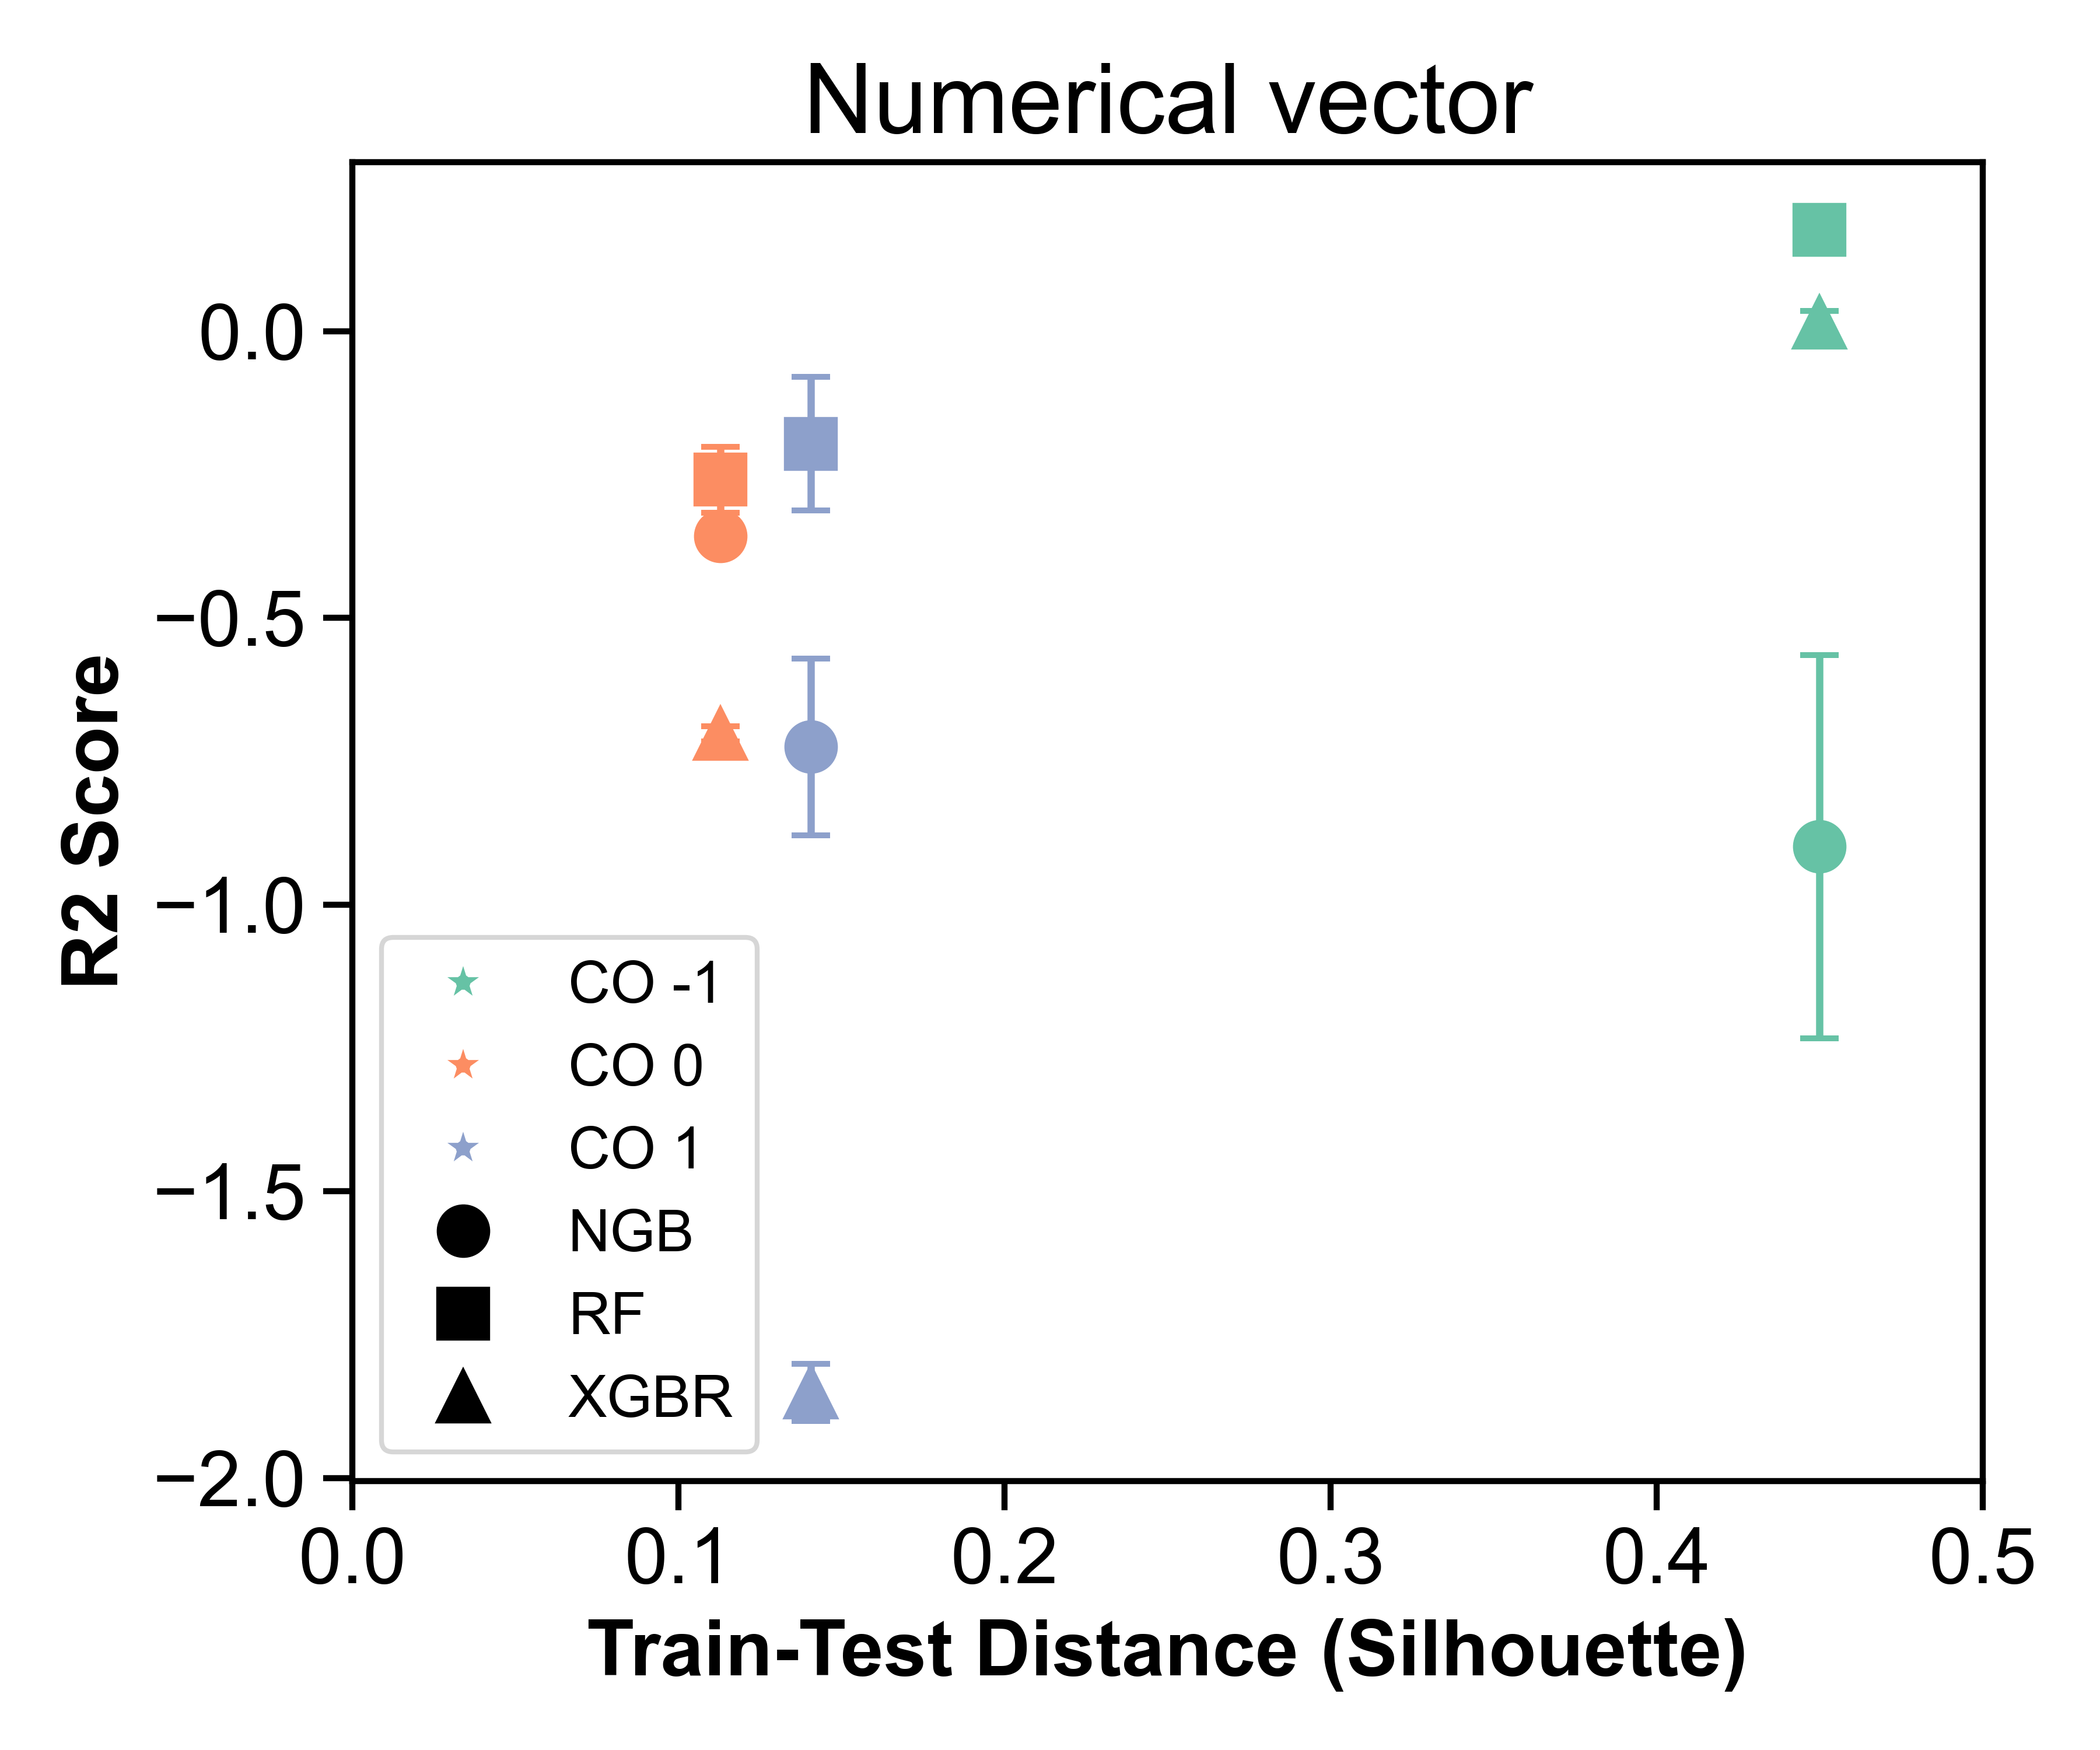 Numerical vector
R2 Score
0.0
−0.5
−1.0
−1.5
−2.0
CO -1
CO 0
CO 1
NGB
RF
XGBR
0.0 0.1 0.2 0.3 0.4 0.5
Train-Test Distance (Silhouette)